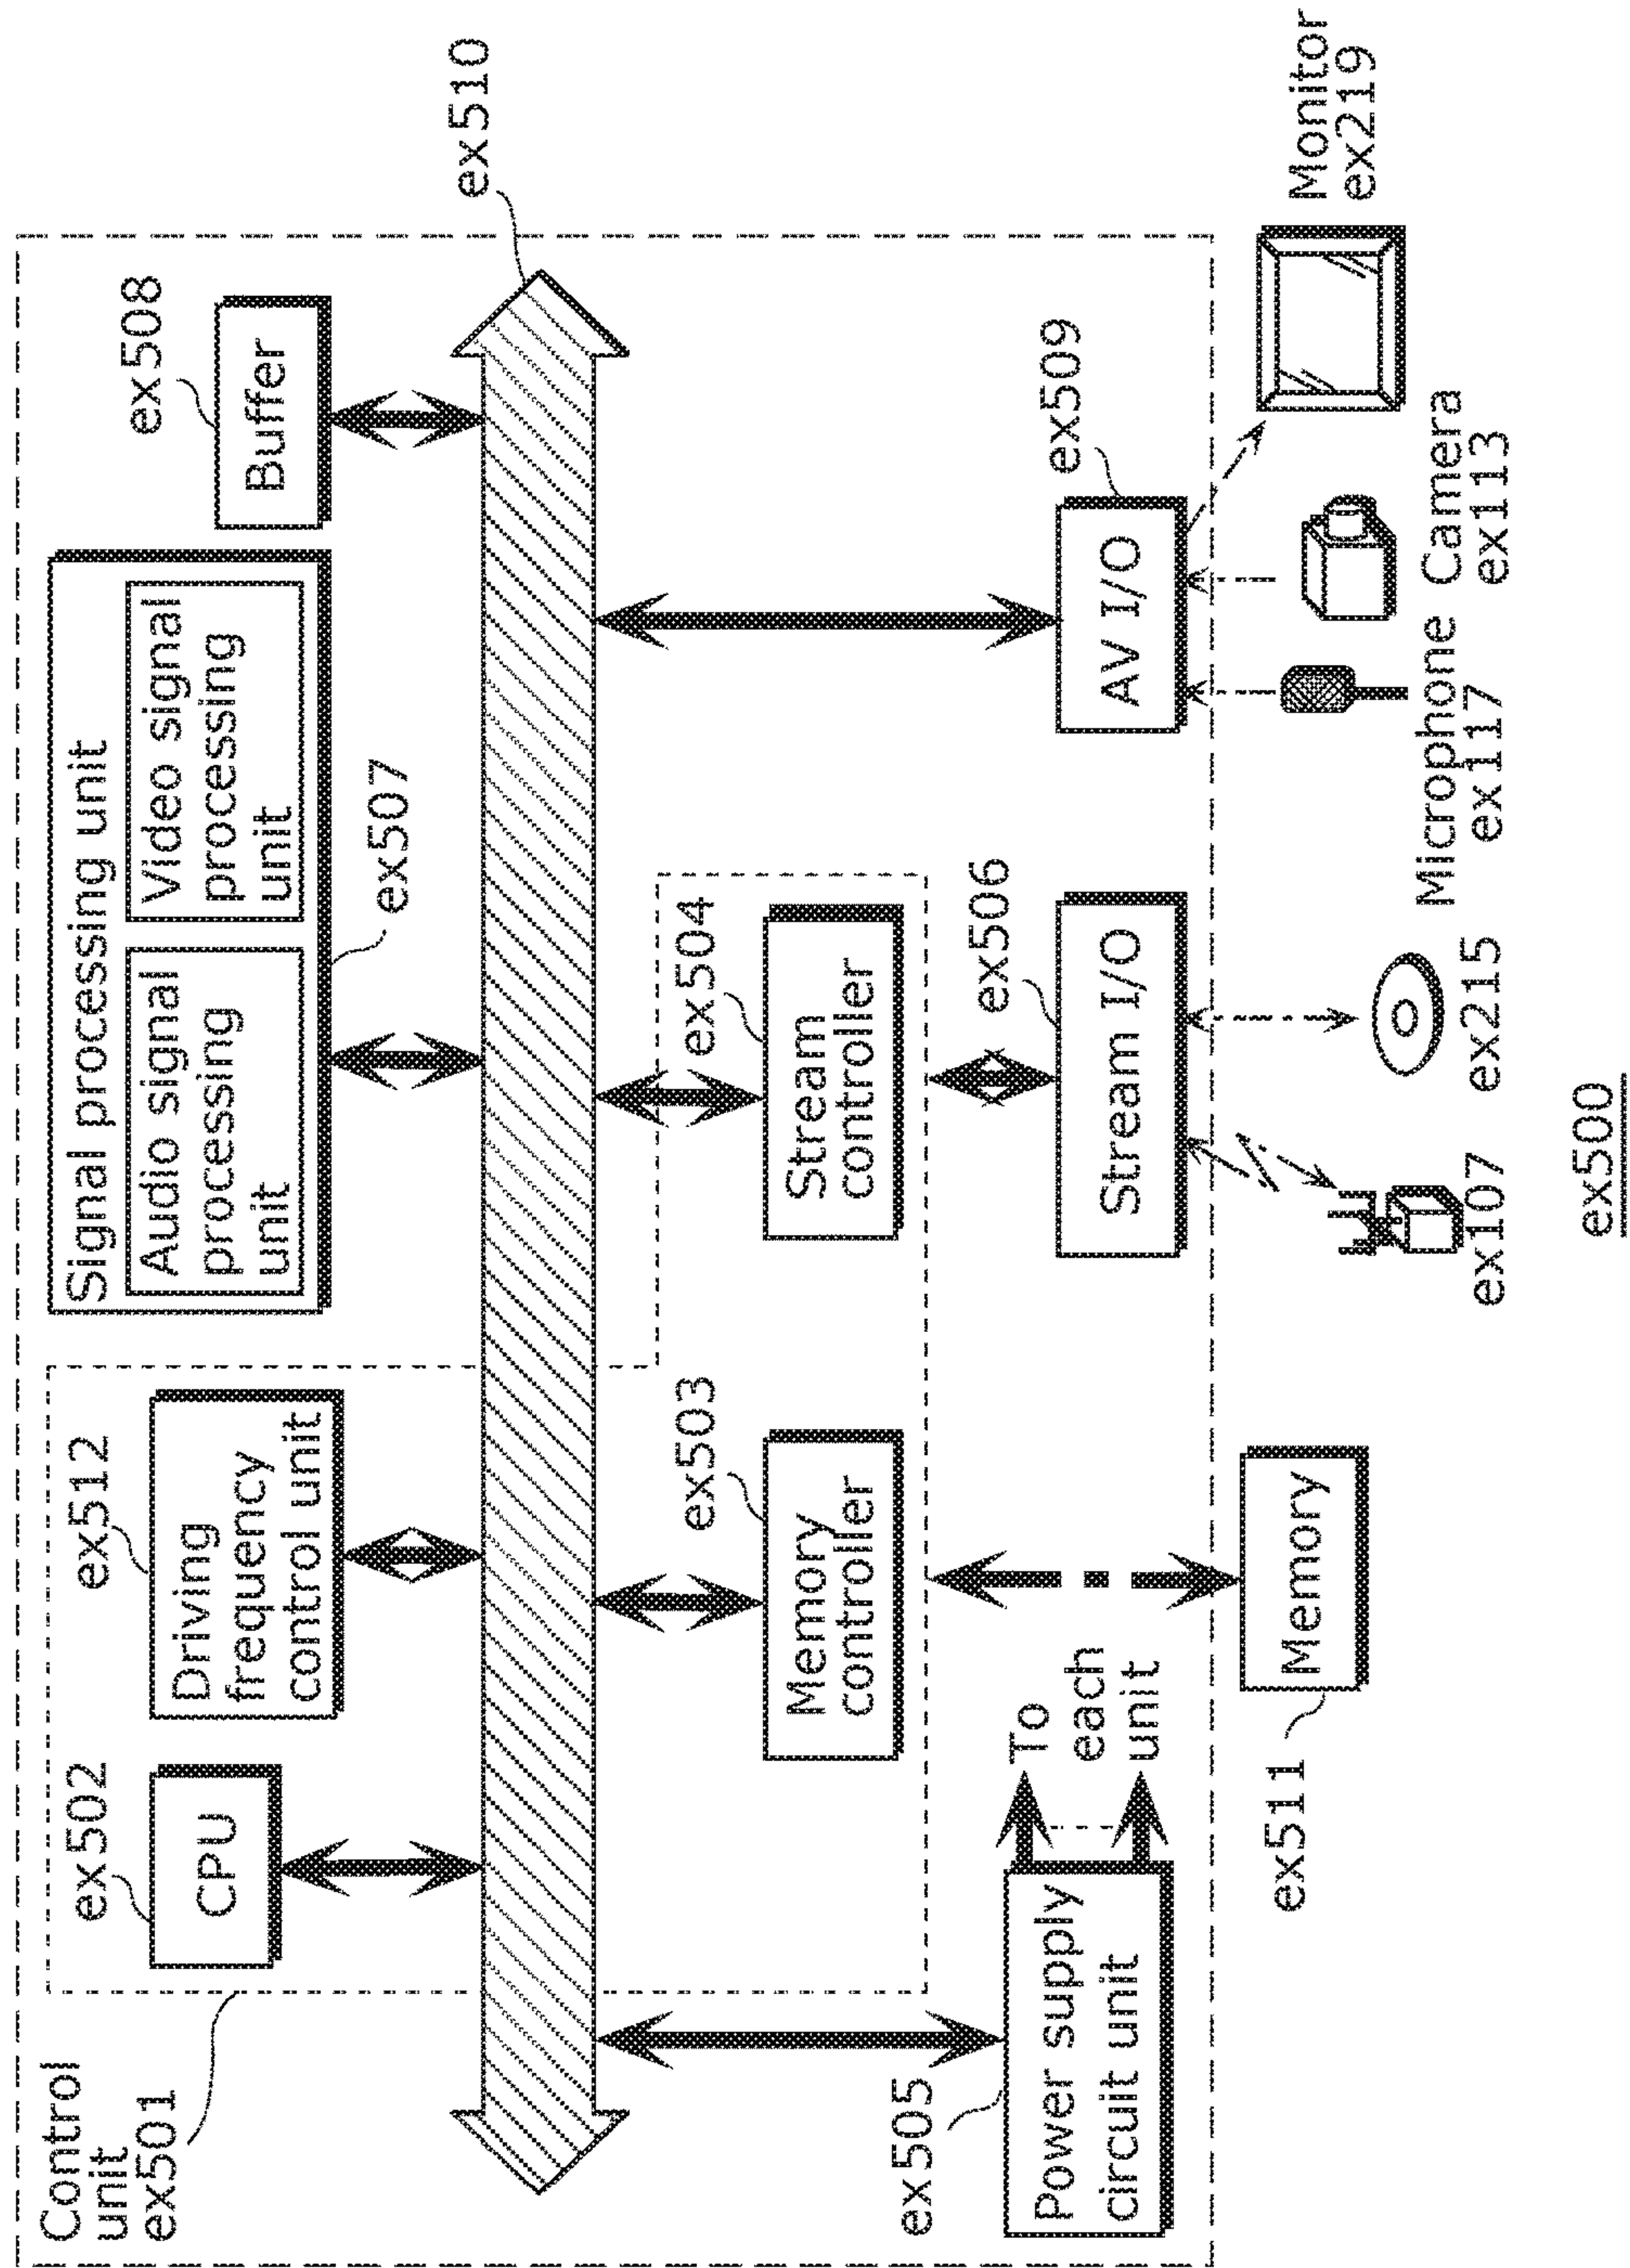 Control
unit
ex501
ex502
CPU
ex512
Driving
frequency
control unit
Signal processing unit
Audio signal
processing
unit
Video signal
processing
unit
ex507
ex508
Buffer
ex510
ex503
Memory
controller
ex504
Stream
controller
ex505
Power supply
circuit unit
To
each
unit
ex506
Stream I/O
ex509
AV I/O
ex511
Memory
ex107
ex215
Microphone
ex117
Camera
ex113
Monitor
ex219
ex500